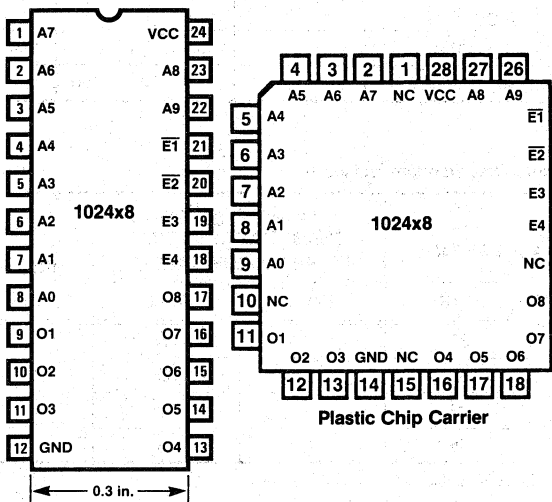 1 A7 VCC 24
2 A6 A8 23
3 A5 A9 22
4 A4 E1 21
5 A3 E2 20
1024x8
6 A2 E3 19
7 A1 E4 18
8 A0 O8 17
9 O1 O7 16
10 O2 O6 15
11 O3 O5 14
12 GND O4 13
0.3 in.
4 3 2 1 28 27 26
A5 A6 A7 NC VCC A8 A9
5 A4 E1
6 A3 E2
7 A2 E3
8 A1 1024x8 E4
9 A0 NC
10 NC O8
11 O1 O7
O2 O3 GND NC O4 O5 O6
12 13 14 15 16 17 18
Plastic Chip Carrier